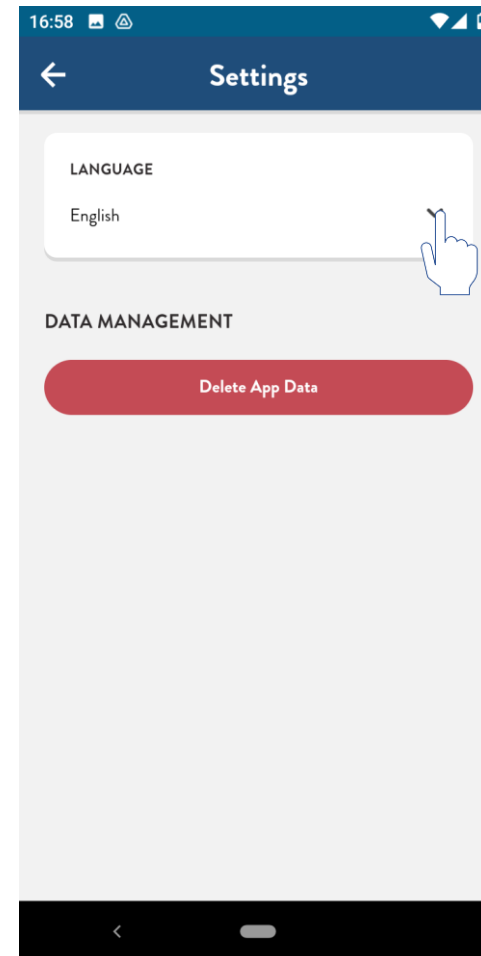 16:58
Settings
LANGUAGE
English
DATA MANAGEMENT
Delete App Data